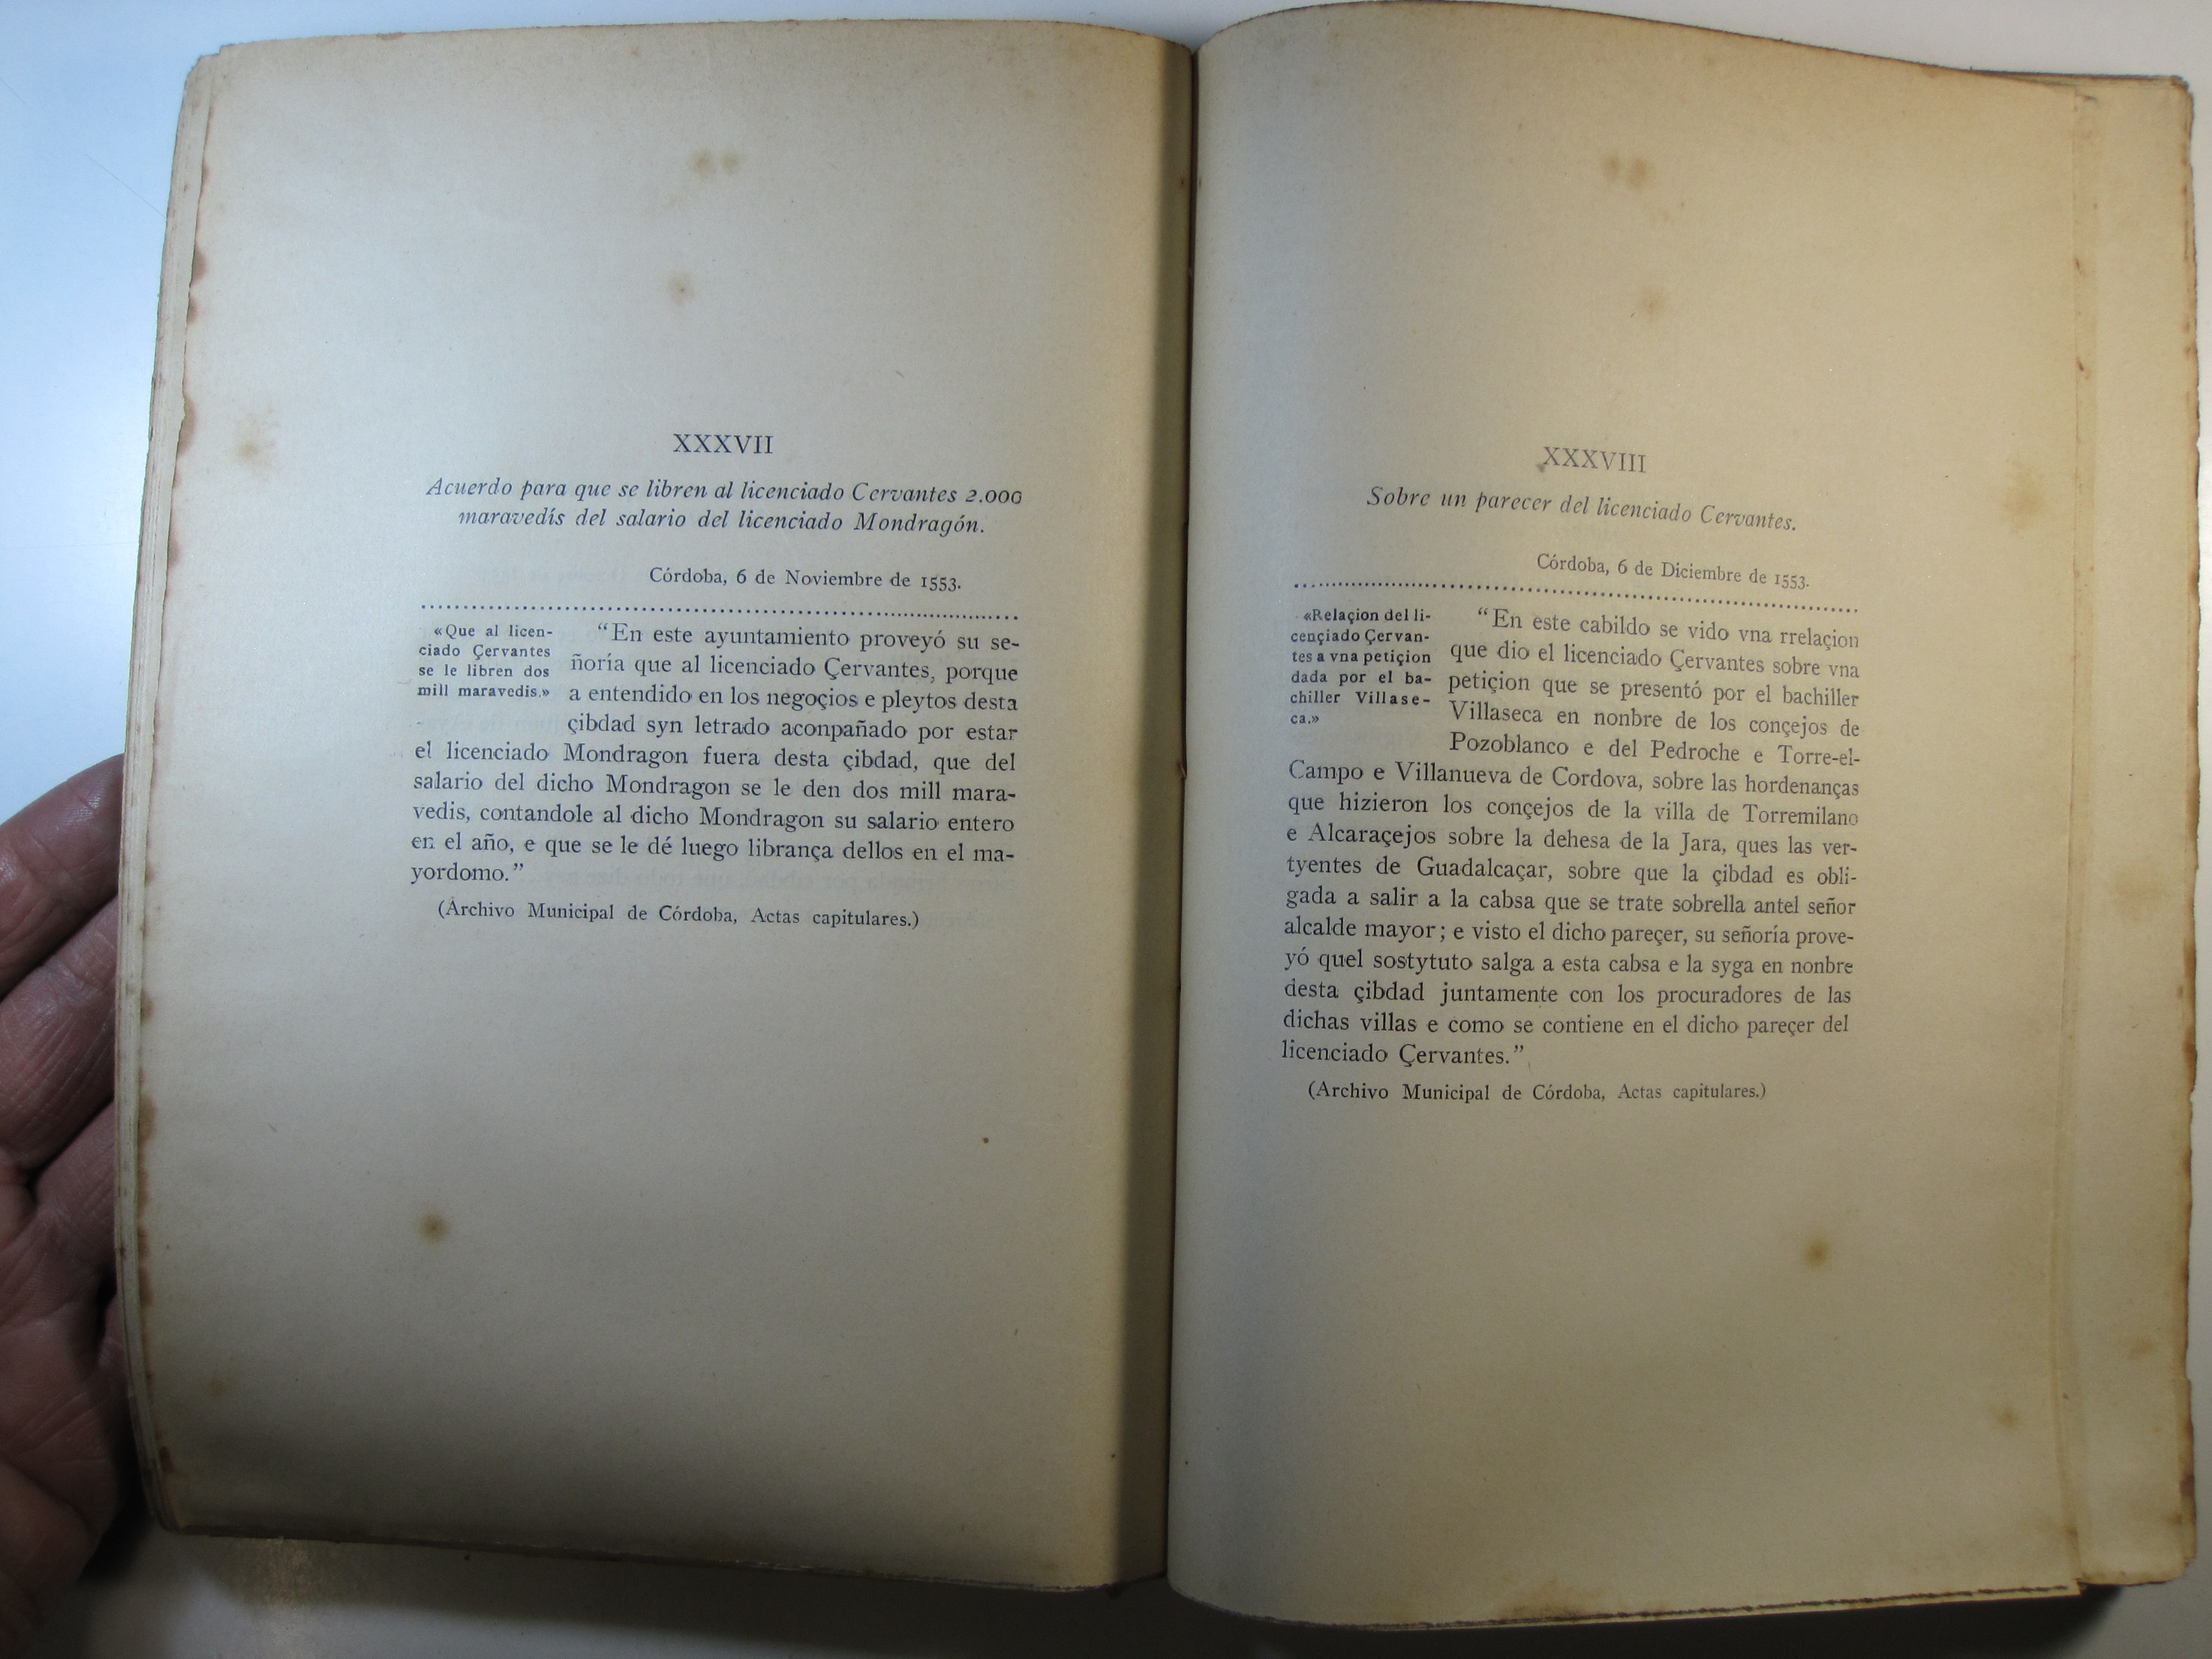 XXXVII
Acuerdo para que se libren al licenciado Cervantes 2.000
maravedís del salario del licenciado Mondragón.
Córdoba, 6 de Noviembre de 1553.
«Que al licen-
ciado Çervantes
se le libren dos
mill maravedis.»
“En este ayuntamiento proveyó su se-
ñoría que al licenciado Çervantes, porque
a entendido en los negoçios e pleytos desta
çibdad syn letrado aconpañado por estar
el licenciado Mondragon fuera desta çibdad, que del
salario del dicho Mondragon se le den dos mill mara-
vedis, contandole al dicho Mondragon su salario entero
en el año, e que se le dé luego librança dellos en el ma-
yordomo.”
(Archivo Municipal de Córdoba, Actas capitulares.)
XXXVIII
Sobre un parecer del licenciado Cervantes.
Córdoba, 6 de Diciembre de 1553.
«Relaçion del li-
cençiado Çervan-
tes a vna petiçion
dada por el ba-
chiller Villase-
ca.»
“En este cabildo se vido vna rrelaçion
que dio el licenciado Çervantes sobre vna
petiçion que se presentó por el bachiller
Villaseca en nonbre de los conçejos de
Pozoblanco e del Pedroche e Torre-el-
Campo e Villanueva de Cordova, sobre las hordenanças
que hizieron los conçejos de la villa de Torremilano
e Alcaraçejos sobre la dehesa de la Jara, ques las ver-
tyentes de Guadalcaçar, sobre que la çibdad es obli-
gada a salir a la cabsa que se trate sobrella antel señor
alcalde mayor; e visto el dicho pareçer, su señoría prove-
yó quel sostytuto salga a esta cabsa e la syga en nonbre
desta çibdad juntamente con los procuradores de las
dichas villas e como se contiene en el dicho pareçer del
licenciado Çervantes.”
(Archivo Municipal de Córdoba, Actas capitulares.)